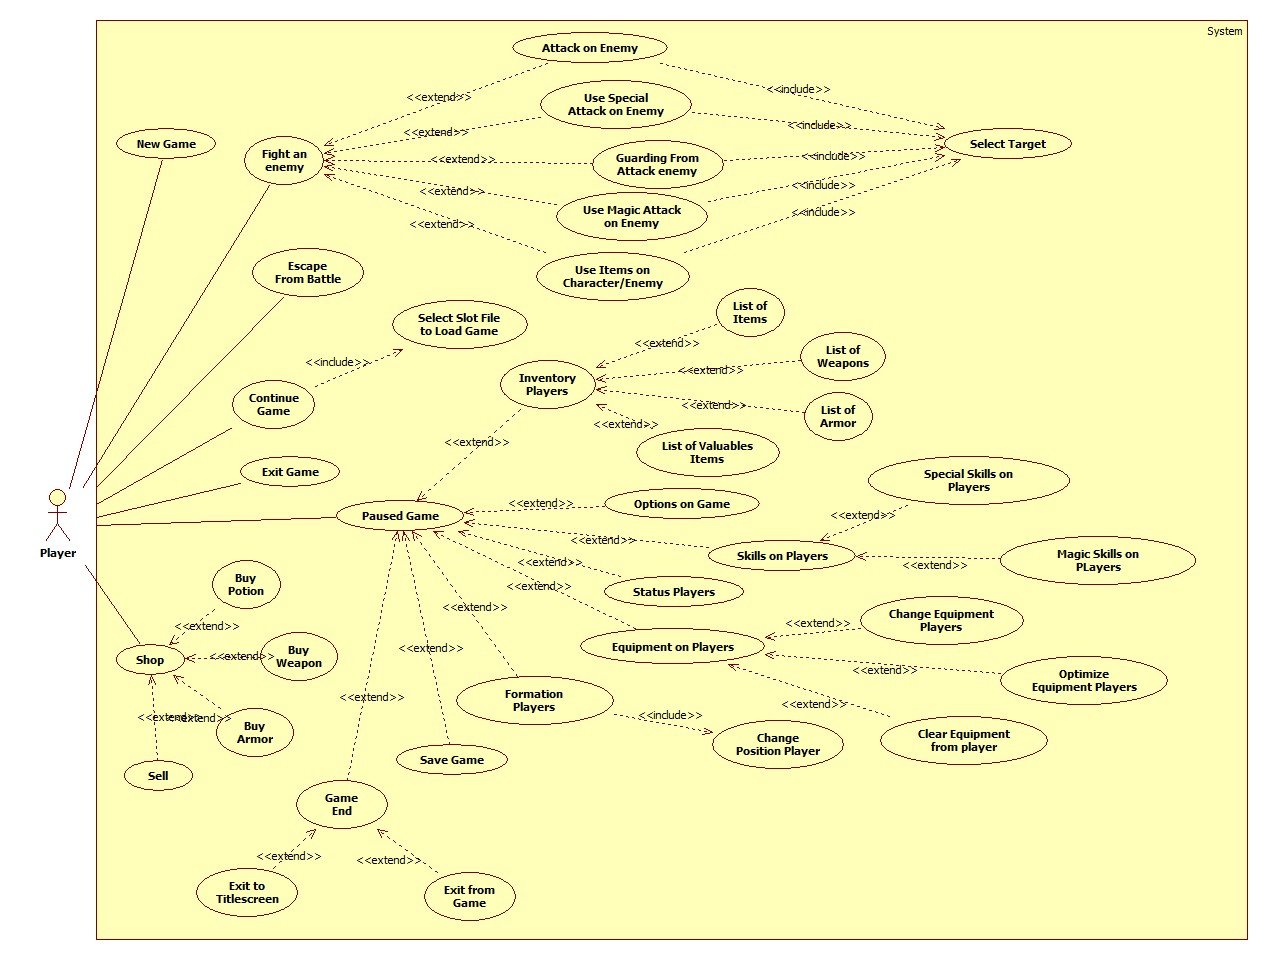 System
Attack on Enemy
<<extend>>
<<include>>
Use Special
Attack on Enemy
<<extend>>
<<include>>
New Game
Fight an
enemy
Select Target
<<extend>>
Guarding From
Attack enemy
<<include>>
<<extend>>
<<include>>
Use Magic Attack
on Enemy
<<extend>>
<<include>>
Escape
From Battle
Use Items on
Character/Enemy
Select Slot File
to Load Game
List of
Items
<<include>>
<<extend>>
List of
Weapons
<<extend>>
Inventory
Players
Continue
Game
<<extend>>
List of
Armor
<<extend>>
<<extend>>
List of Valuables
Items
Exit Game
Special Skills on
Players
Paused Game
<<extend>>
Options on Game
<<extend>>
Player
<<extend>>
Skills on Players
<<extend>>
Magic Skills on
PLayers
<<extend>>
Status Players
<<extend>>
Buy
Potion
<<extend>>
Change Equipment
Players
<<extend>>
<<extend>>
Equipment on Players
<<extend>>
Shop
<<extend>>
Buy
Weapon
<<extend>>
Optimize
Equipment Players
<<extend>>
Formation
Players
<<extend>>
<<extend>>
<<extend>>
Buy
Armor
<<include>>
Change
Position Player
Clear Equipment
from player
Save Game
Sell
Game
End
<<extend>>
<<extend>>
Exit to
Titlescreen
Exit from
Game